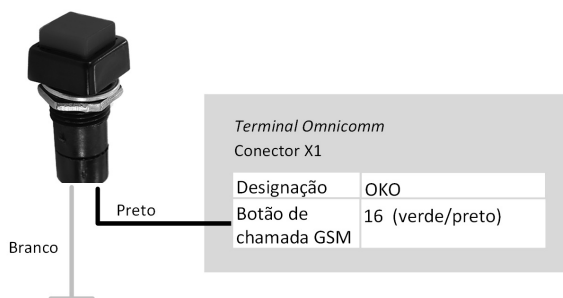 Terminal Omnicomm
Conector X1
Designação OKO
Botão de chamada GSM 16 (verde/preto)
Preto
Branco